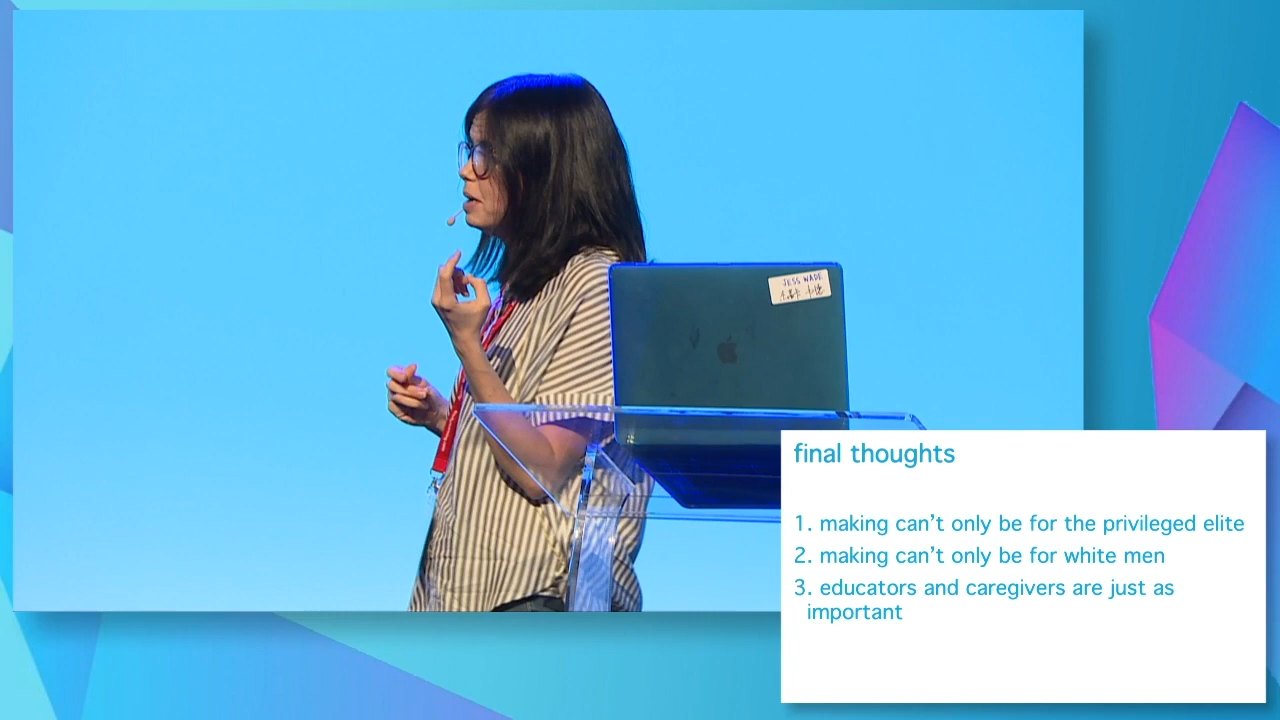 JESS WADE
final thoughts
1. making can’t only be for the privileged elite
2. making can’t only be for white men
3. educators and caregivers are just as
important